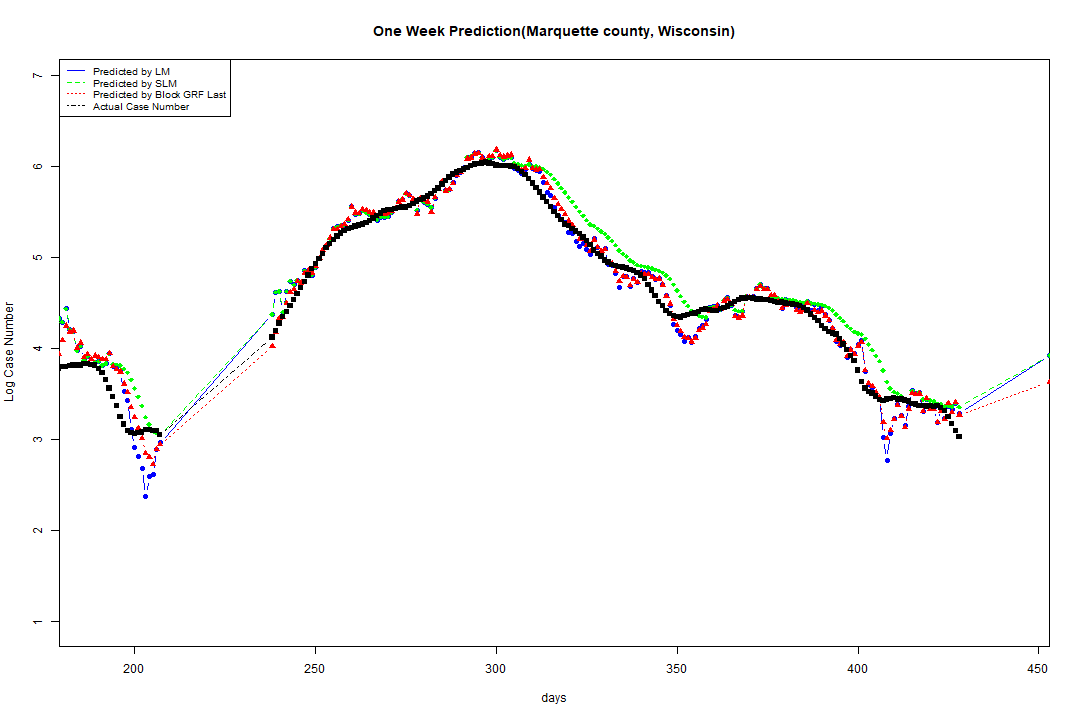 One Week Prediction(Marquette county, Wisconsin)
Predicted by LM
Predicted by SLM
Predicted by Block GRF Last
Actual Case Number
7
6
5
4
3
2
1
Log Case Number
200 250 300 350 400 450
days